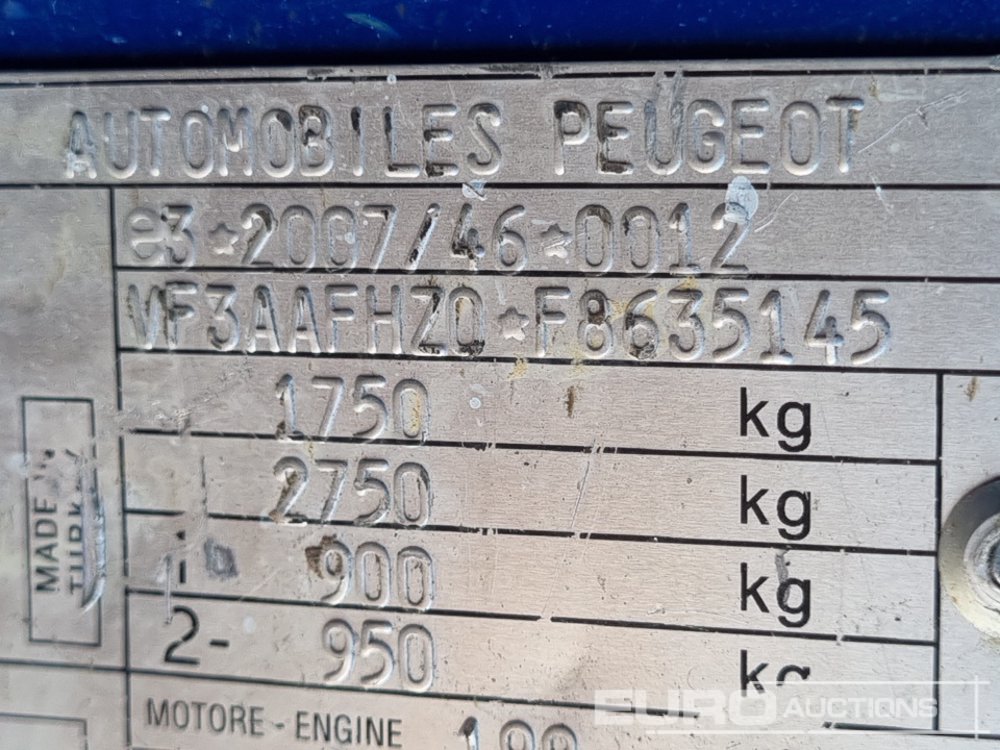 AUTOMOBILES PEUGEOT
e3*2007/46*0012
VF3AAFHZ0*F8635145
1750 kg
2750 kg
1- 900 kg
2- 950 kg
MADE IN
TURKEY
MOTORE - ENGINE
EURO AUCTIONS